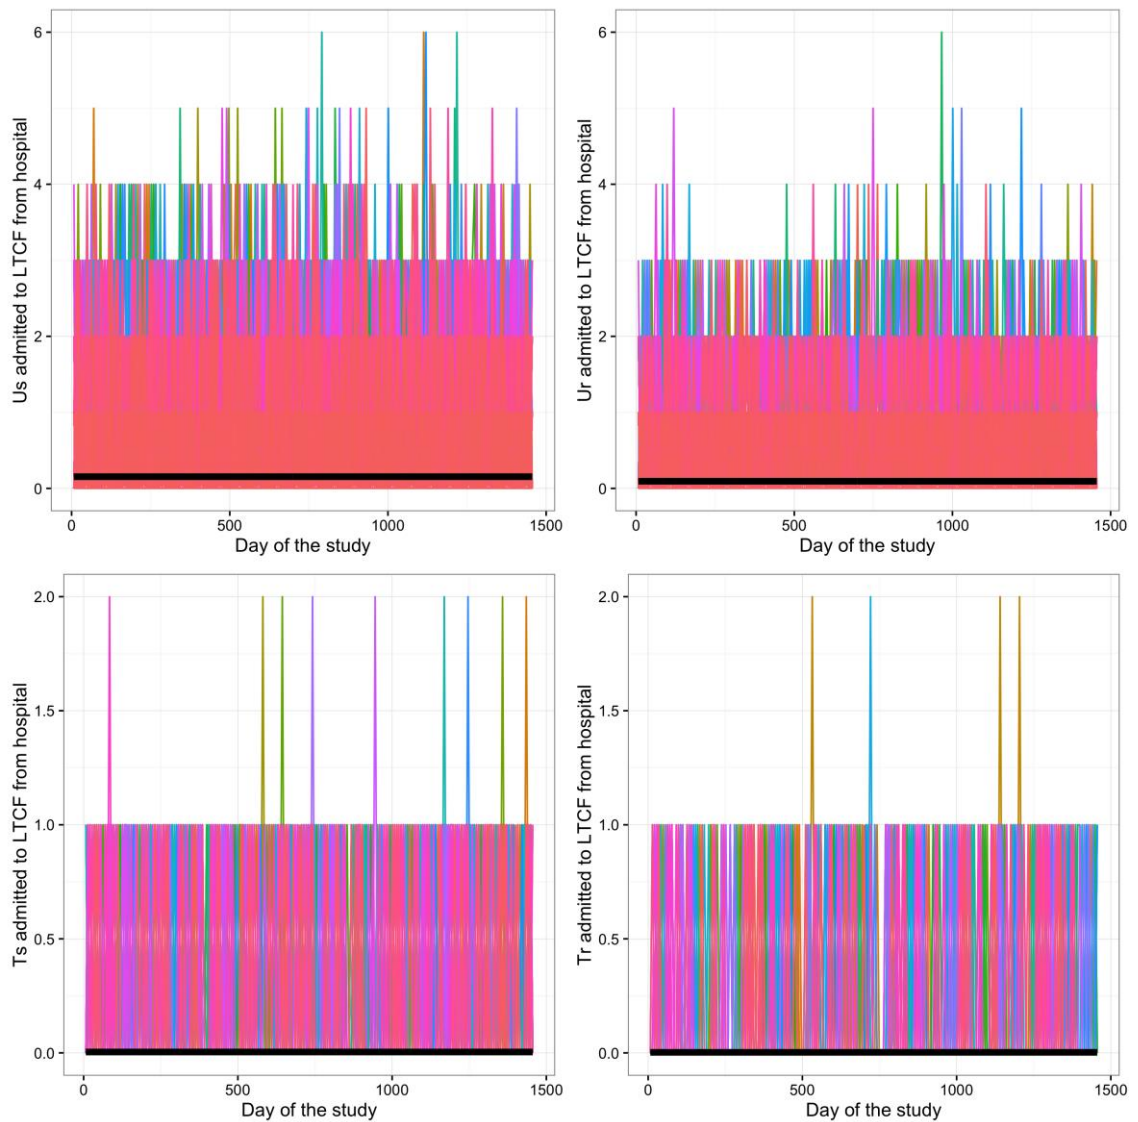 Us admitted to LTCF from hospital
6
4
2
0
0 500 1000 1500
Day of the study
Ur admitted to LTCF from hospital
6
4
2
0
0 500 1000 1500
Day of the study
Ts admitted to LTCF from hospital
2.0
1.5
1.0
0.5
0.0
0 500 1000 1500
Day of the study
Tr admitted to LTCF from hospital
2.0
1.5
1.0
0.5
0.0
0 500 1000 1500
Day of the study